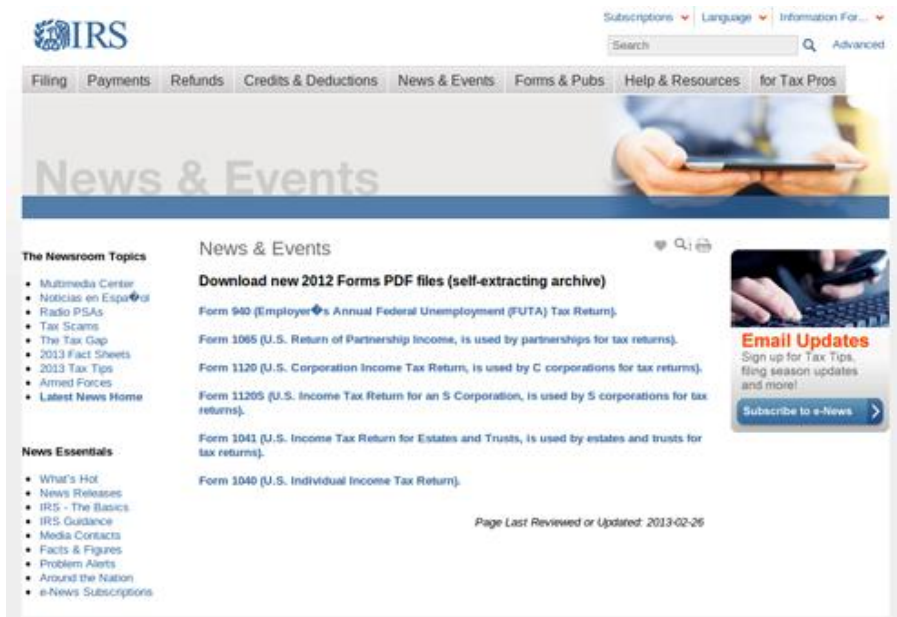 Subscriptions Language Information For...
IRS
Search
Advanced
Filing Payments Refunds Credits & Deductions News & Events Forms & Pubs Help & Resources for Tax Pros
News & Events
The Newsroom Topics
Multimedia Center
Noticias en Espa�ol
Radio PSAs
Tax Scams
The Tax Gap
2013 Fact Sheets
2013 Tax Tips
Armed Forces
Latest News Home
News Essentials
What's Hot
News Releases
IRS - The Basics
IRS Guidance
Media Contacts
Facts & Figures
Problem Alerts
Around the Nation
e-News Subscriptions
News & Events
Download new 2012 Forms PDF files (self-extracting archive)
Form 940 (Employer�s Annual Federal Unemployment (FUTA) Tax Return).
Form 1065 (U.S. Return of Partnership Income, is used by partnerships for tax returns).
Form 1120 (U.S. Corporation Income Tax Return, is used by C corporations for tax returns).
Form 1120S (U.S. Income Tax Return for an S Corporation, is used by S corporations for tax
returns).
Form 1041 (U.S. Income Tax Return for Estates and Trusts, is used by estates and trusts for
tax returns).
Form 1040 (U.S. Individual Income Tax Return).
Page Last Reviewed or Updated: 2013-02-26
Email Updates
Sign up for Tax Tips,
filing season updates
and more!
Subscribe to e-News